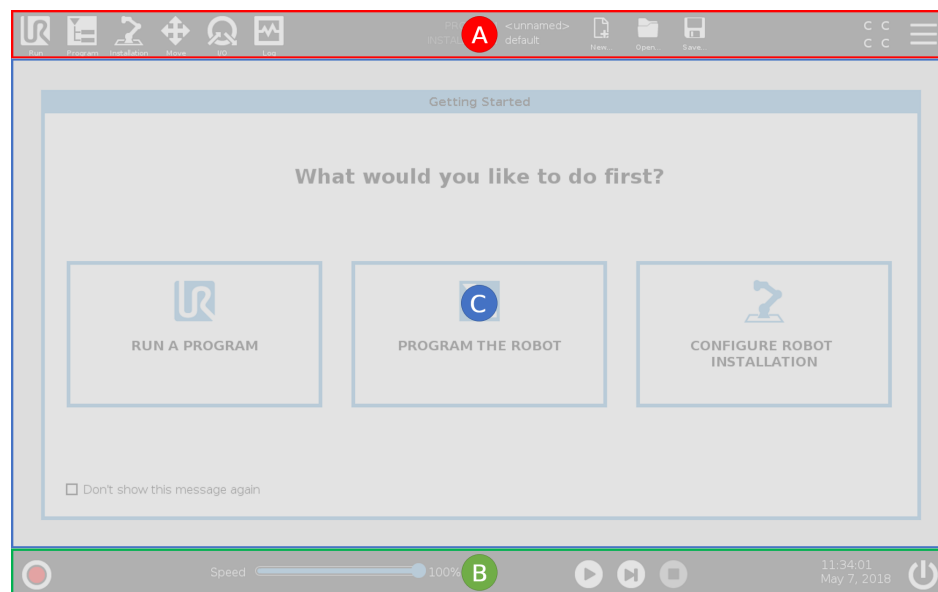 <unnamed>
default
C C
C C
Run
Program
Installation
Move
I/O
Log
New...
Open...
Save...
A
Getting Started
What would you like to do first?
C
RUN A PROGRAM
PROGRAM THE ROBOT
CONFIGURE ROBOT
INSTALLATION
Don't show this message again
Speed
100%
B
11:34:01
May 7, 2018